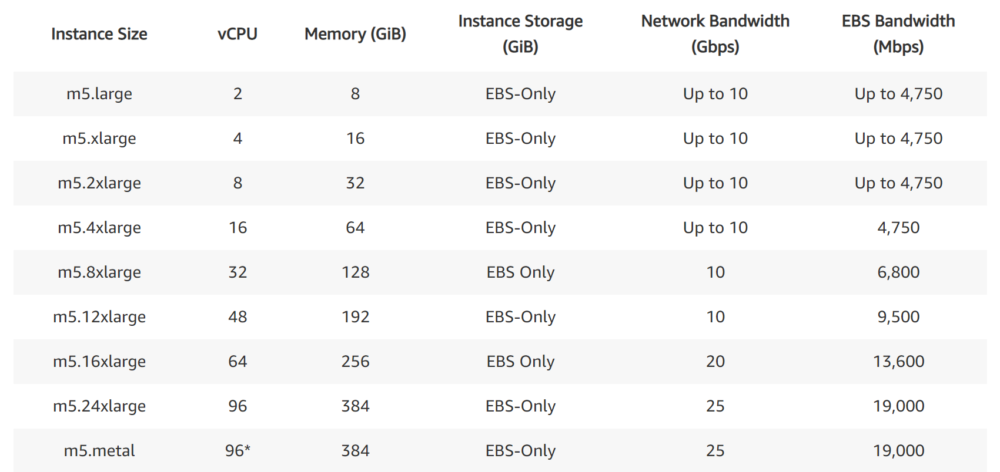 Instance Size vCPU Memory (GiB) Instance Storage (GiB) Network Bandwidth (Gbps) EBS Bandwidth (Mbps)
m5.large 2 8 EBS-Only Up to 10 Up to 4,750
m5.xlarge 4 16 EBS-Only Up to 10 Up to 4,750
m5.2xlarge 8 32 EBS-Only Up to 10 Up to 4,750
m5.4xlarge 16 64 EBS-Only Up to 10 4,750
m5.8xlarge 32 128 EBS Only 10 6,800
m5.12xlarge 48 192 EBS-Only 10 9,500
m5.16xlarge 64 256 EBS Only 20 13,600
m5.24xlarge 96 384 EBS-Only 25 19,000
m5.metal 96* 384 EBS-Only 25 19,000